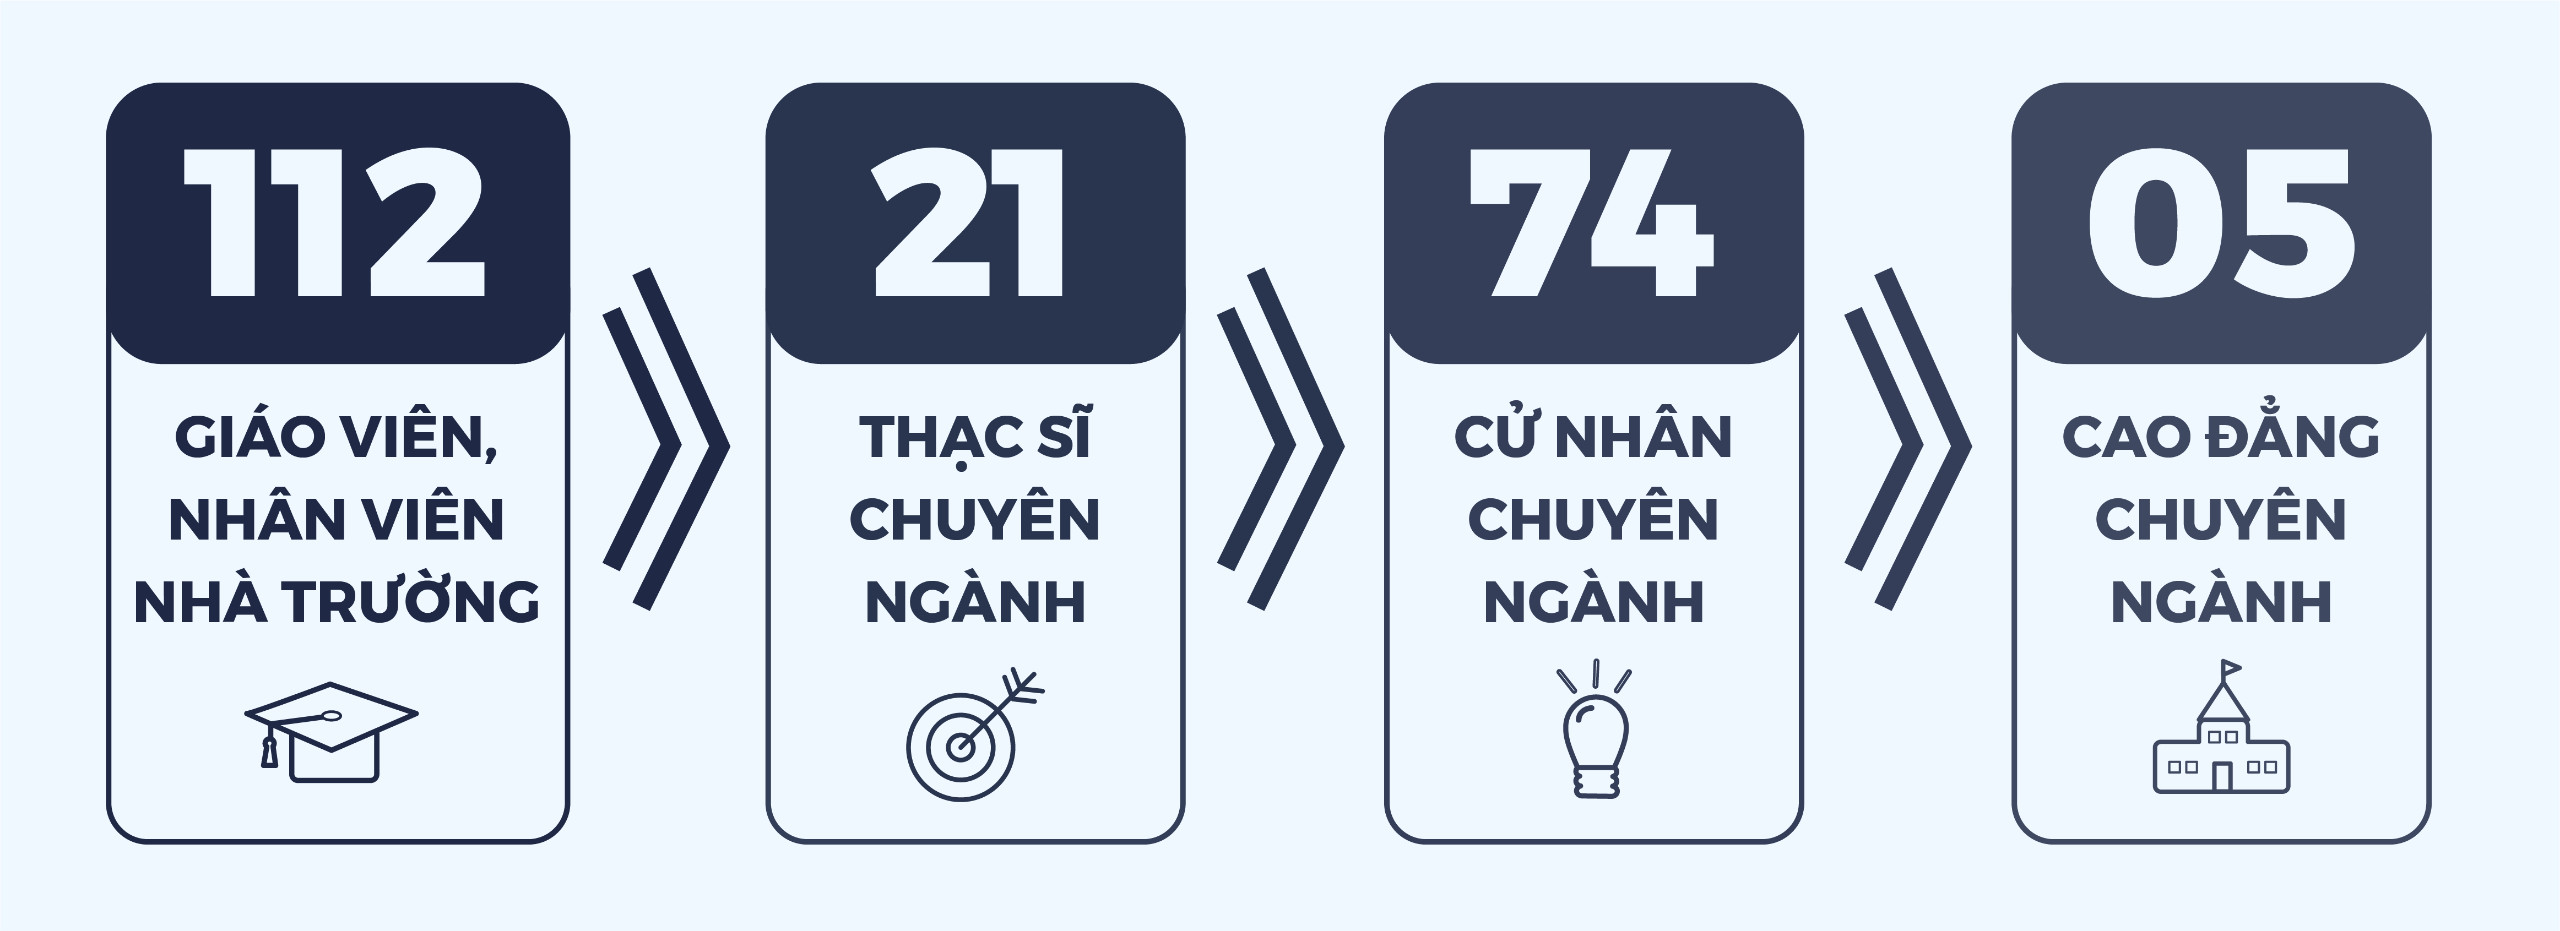 112
GIÁO VIÊN,
NHÂN VIÊN
NHÀ TRƯỜNG
21
THẠC SĨ
CHUYÊN
NGÀNH
74
CỬ NHÂN
CHUYÊN
NGÀNH
05
CAO ĐẲNG
CHUYÊN
NGÀNH